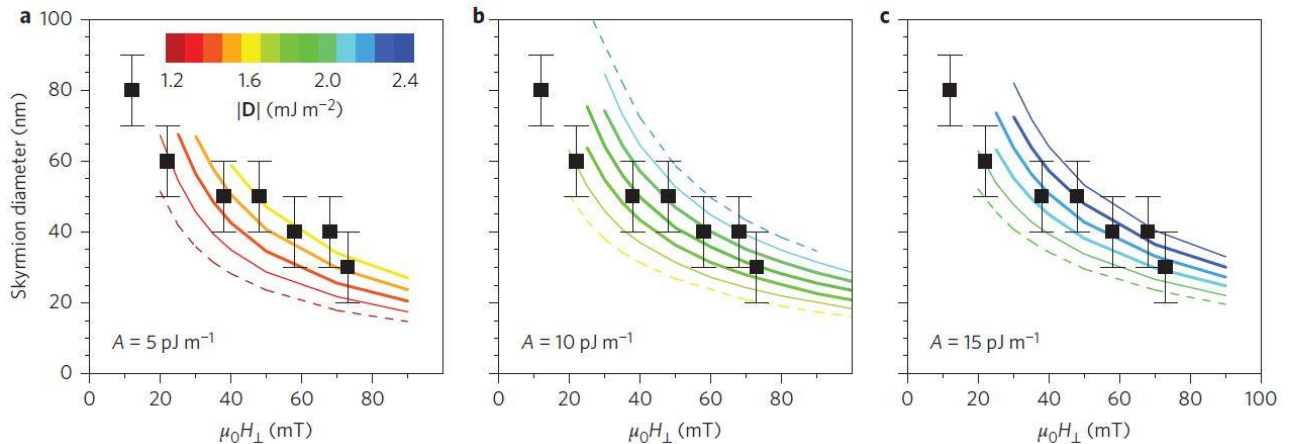 a
b
c
100
80
60
40
20
0
Skyrmion diameter (nm)
1.2 1.6 2.0 2.4
|D| (mJ m⁻²)
A = 5 pJ m⁻¹
A = 10 pJ m⁻¹
A = 15 pJ m⁻¹
0 20 40 60 80
0 20 40 60 80
0 20 40 60 80 100
μ₀H⊥ (mT)
μ₀H⊥ (mT)
μ₀H⊥ (mT)